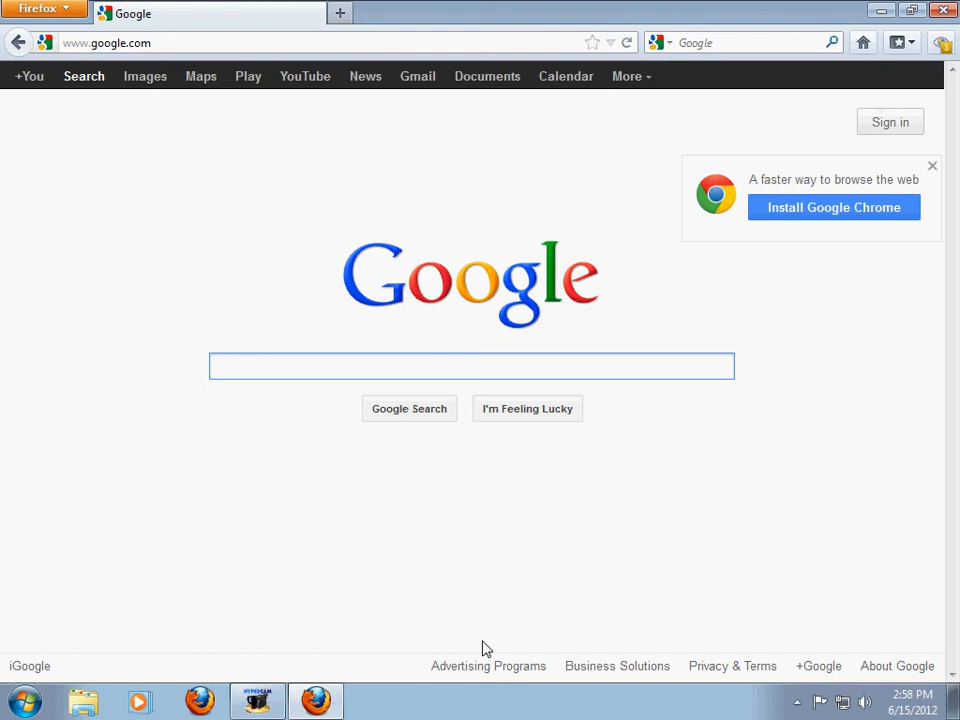 Firefox
Google
www.google.com
Google
+You Search Images Maps Play YouTube News Gmail Documents Calendar More
Sign in
A faster way to browse the web
Install Google Chrome
Google
Google Search I'm Feeling Lucky
iGoogle Advertising Programs Business Solutions Privacy & Terms +Google About Google
HYPERCAM
2:58 PM
6/15/2012